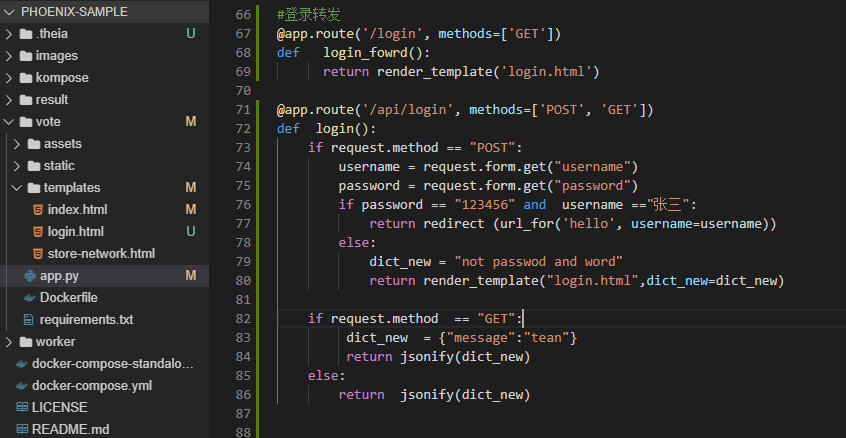 PHOENIX-SAMPLE
.theia U
images
kompose
result
vote M
assets
static
templates M
index.html M
login.html U
store-network.html
app.py M
Dockerfile
requirements.txt
worker
docker-compose-standalo...
docker-compose.yml
LICENSE
README.md
66 #登录转发
67 @app.route('/login', methods=['GET'])
68 def login_fowrd():
69 return render_template('login.html')
70
71 @app.route('/api/login', methods=['POST', 'GET'])
72 def login():
73 if request.method == "POST":
74 username = request.form.get("username")
75 password = request.form.get("password")
76 if password == "123456" and username =="张三":
77 return redirect (url_for('hello', username=username))
78 else:
79 dict_new = "not passwod and word"
80 return render_template("login.html",dict_new=dict_new)
81
82 if request.method == "GET":
83 dict_new = {"message":"tean"}
84 return jsonify(dict_new)
85 else:
86 return jsonify(dict_new)
87
88